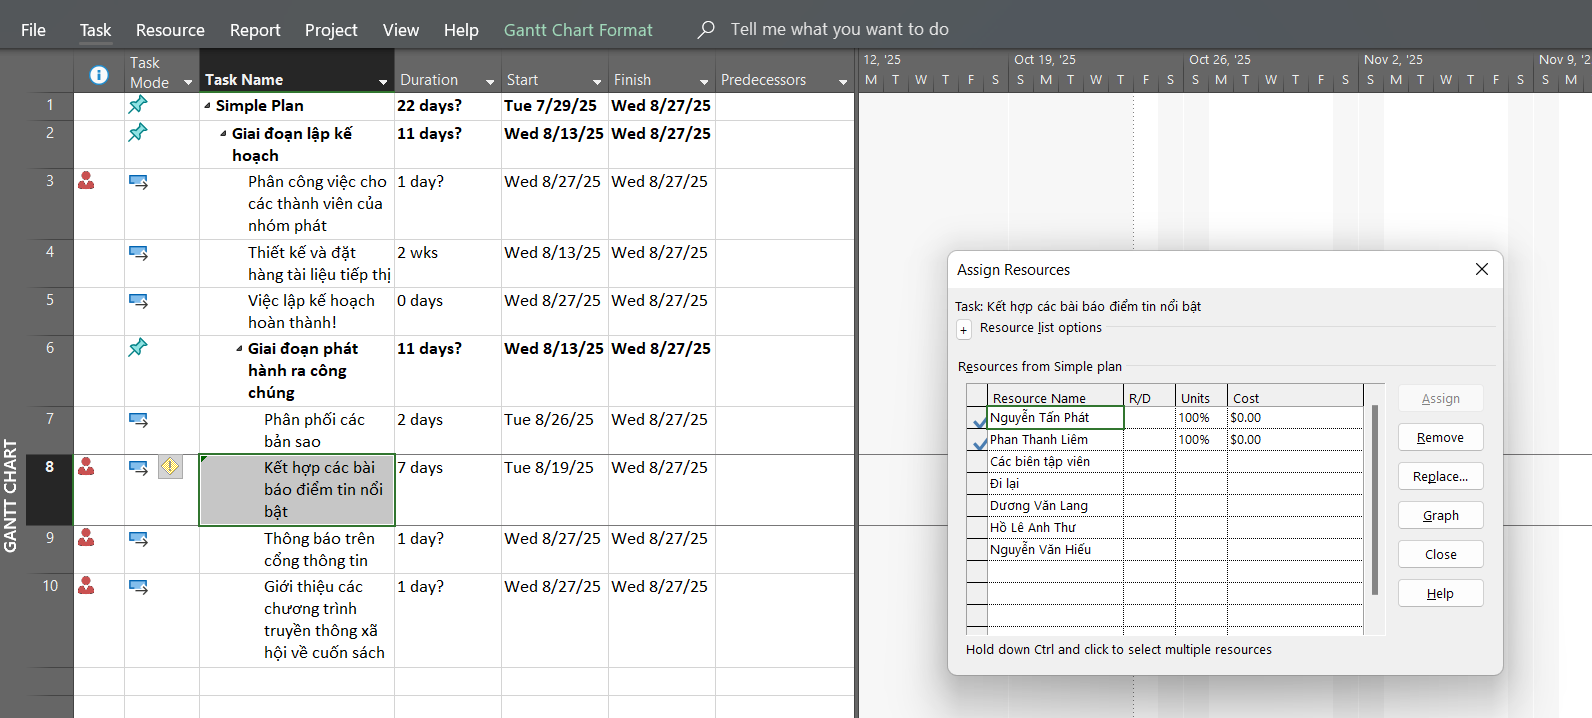 File Task Resource Report Project View Help Gantt Chart Format Tell me what you want to do
Task Mode Task Name Duration Start Finish Predecessors
12, '25 Oct 19, '25 Oct 26, '25 Nov 2, '25 Nov 9, '2
M T W T F S S M T W T F S S M T W T F S S M T W T F S S M
1 Simple Plan 22 days? Tue 7/29/25 Wed 8/27/25
2 Giai đoạn lập kế 11 days? Wed 8/13/25 Wed 8/27/25
hoạch
3 Phân công việc cho 1 day? Wed 8/27/25 Wed 8/27/25
các thành viên của
nhóm phát
4 Thiết kế và đặt 2 wks Wed 8/13/25 Wed 8/27/25
hàng tài liệu tiếp thị
5 Việc lập kế hoạch 0 days Wed 8/27/25 Wed 8/27/25
hoàn thành!
6 Giai đoạn phát 11 days? Wed 8/13/25 Wed 8/27/25
hành ra công
chúng
7 Phân phối các 2 days Tue 8/26/25 Wed 8/27/25
bản sao
8 Kết hợp các bài 7 days Tue 8/19/25 Wed 8/27/25
báo điểm tin nổi
bật
9 Thông báo trên 1 day? Wed 8/27/25 Wed 8/27/25
cổng thông tin
10 Giới thiệu các 1 day? Wed 8/27/25 Wed 8/27/25
chương trình
truyền thông xã
hội về cuốn sách
GANTT CHART
Assign Resources
Task: Kết hợp các bài báo điểm tin nổi bật
+ Resource list options
Resources from Simple plan
Resource Name R/D Units Cost
Nguyễn Tấn Phát 100% $0.00
Phan Thanh Liêm 100% $0.00
Các biên tập viên
Đi lại
Dương Văn Lang
Hồ Lê Anh Thư
Nguyễn Văn Hiếu
Assign
Remove
Replace...
Graph
Close
Help
Hold down Ctrl and click to select multiple resources